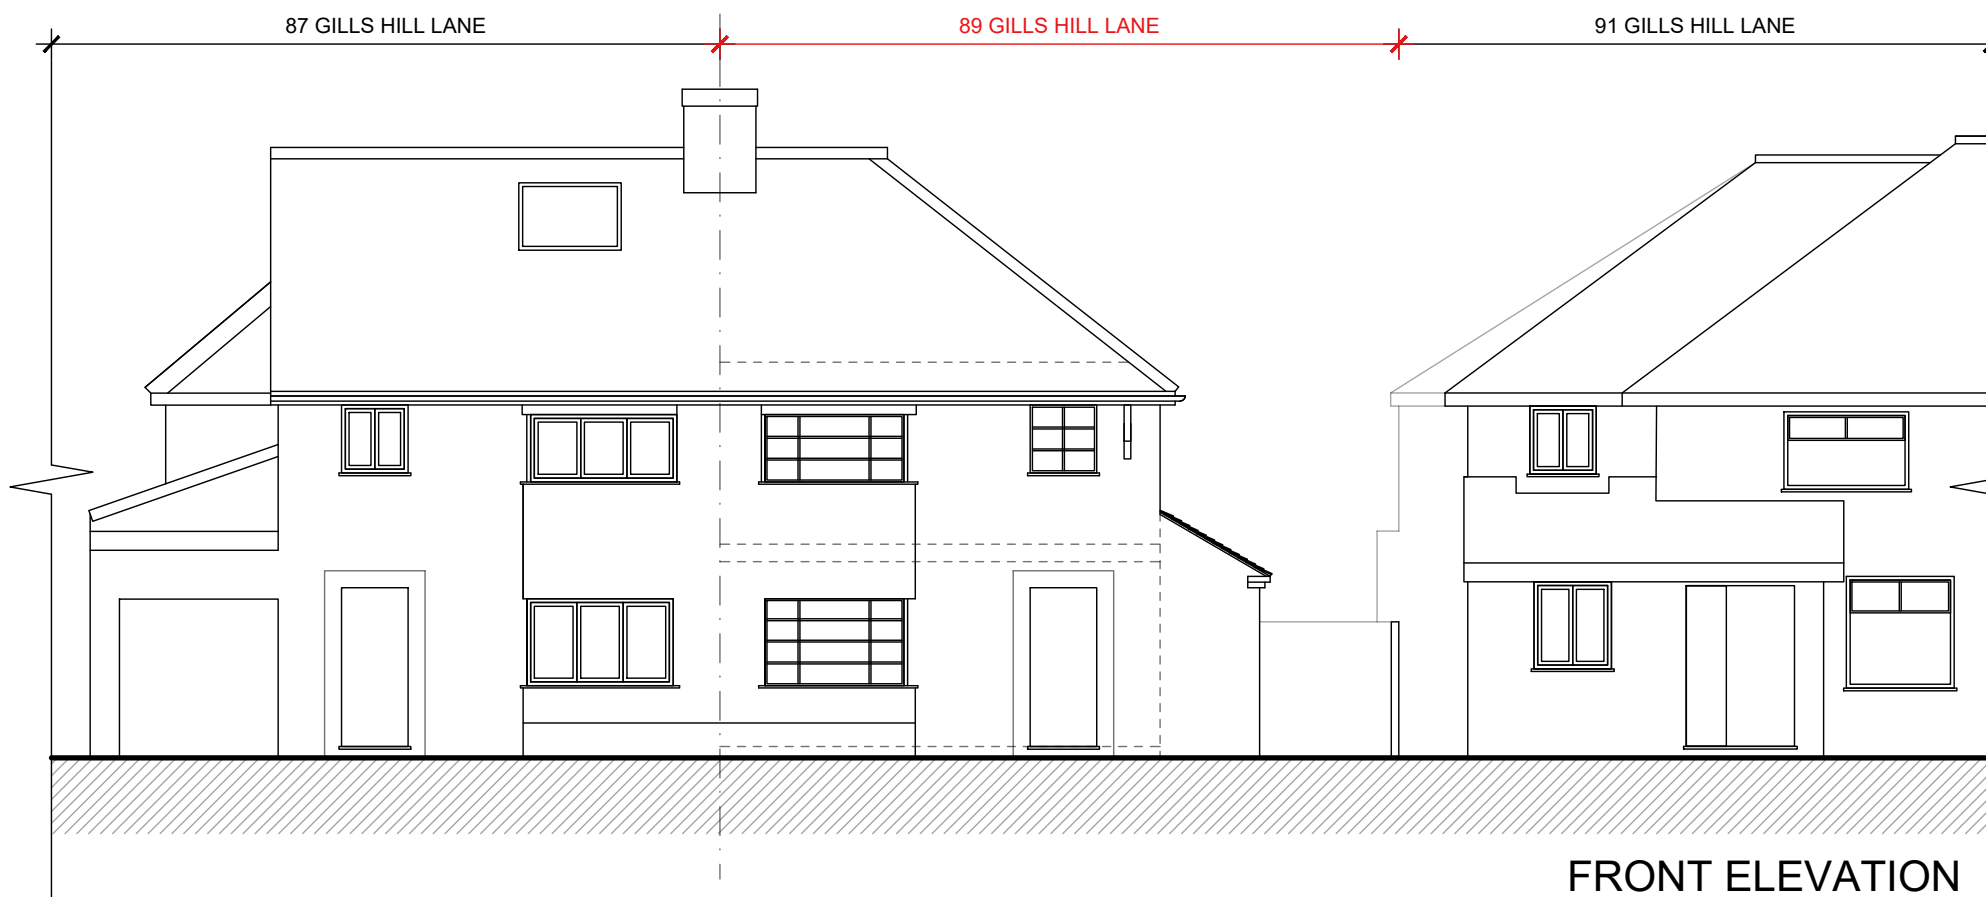 87 GILLS HILL LANE
89 GILLS HILL LANE
91 GILLS HILL LANE
FRONT ELEVATION